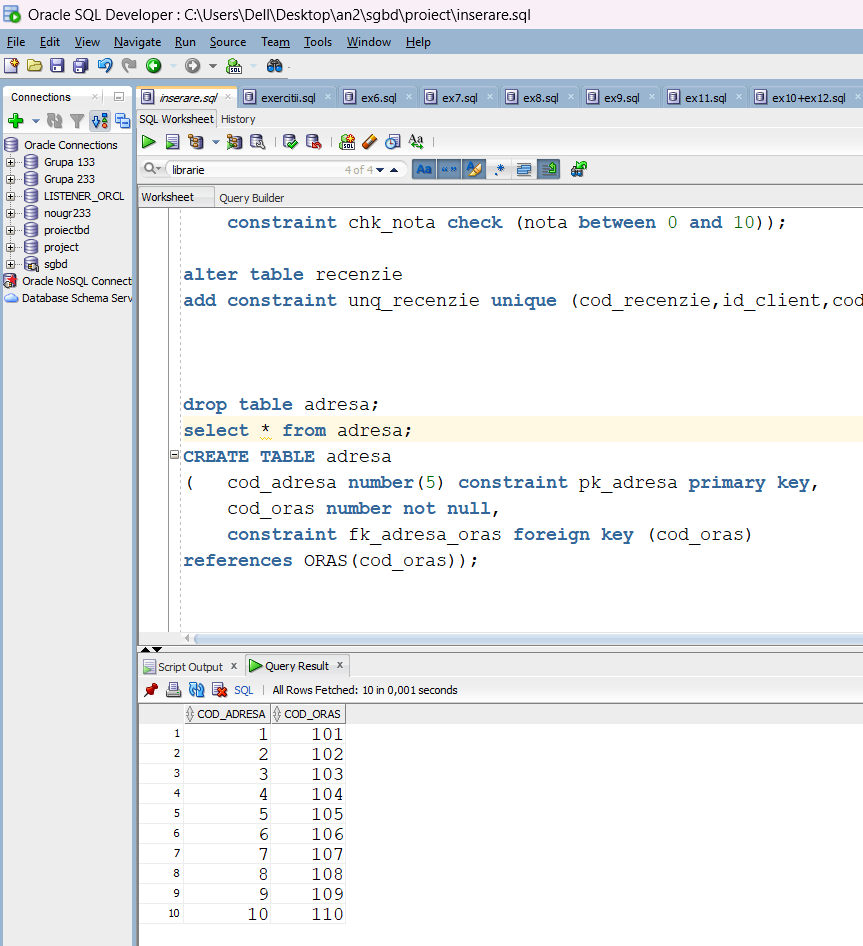 Oracle SQL Developer : C:\Users\Dell\Desktop\an2\sgbd\proiect\inserare.sql
File Edit View Navigate Run Source Team Tools Window Help
Connections
inserare.sql exercitii.sql ex6.sql ex7.sql ex8.sql ex9.sql ex11.sql ex10+ex12.sql
SQL Worksheet History
Oracle Connections
Grupa 133
Grupa 233
LISTENER_ORCL
nougr233
proiectbd
project
sgbd
Oracle NoSQL Connect
Database Schema Serv
librarie 4 of 4
Worksheet Query Builder
constraint chk_nota check (nota between 0 and 10));
alter table recenzie
add constraint unq_recenzie unique (cod_recenzie,id_client,cod
drop table adresa;
select * from adresa;
CREATE TABLE adresa
( cod_adresa number(5) constraint pk_adresa primary key,
cod_oras number not null,
constraint fk_adresa_oras foreign key (cod_oras)
references ORAS(cod_oras));
Script Output x Query Result x
SQL | All Rows Fetched: 10 in 0,001 seconds
COD_ADRESA COD_ORAS
1 1 101
2 2 102
3 3 103
4 4 104
5 5 105
6 6 106
7 7 107
8 8 108
9 9 109
10 10 110